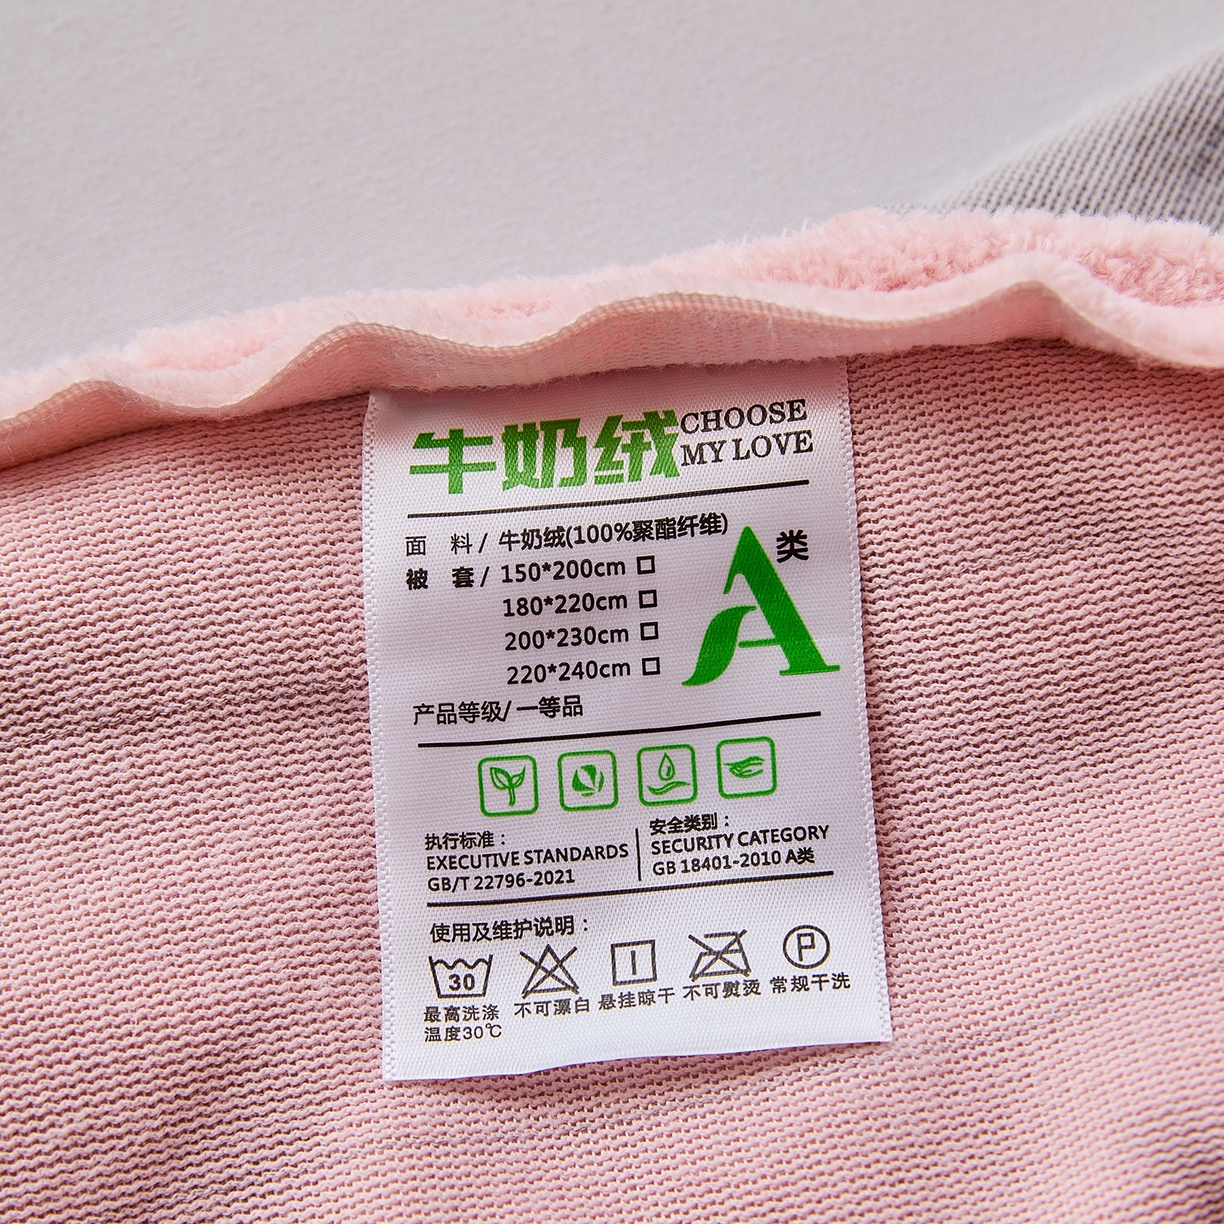 牛奶绒 CHOOSE
MY LOVE
面 料/ 牛奶绒(100%聚酯纤维)
被 套/ 150*200cm □
180*220cm □
200*230cm □
220*240cm □
A类
产品等级/一等品
执行标准：
EXECUTIVE STANDARDS
GB/T 22796-2021
安全类别：
SECURITY CATEGORY
GB 18401-2010 A类
使用及维护说明：
30
P
最高洗涤
温度30℃
不可漂白
悬挂晾干
不可熨烫
常规干洗